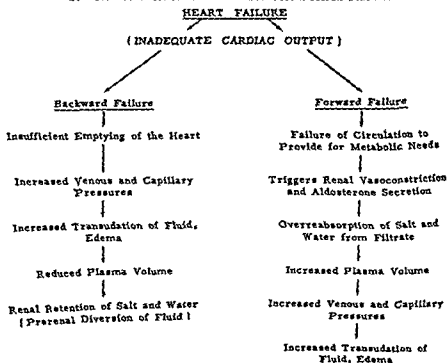 HEART FAILURE
(INADEQUATE CARDIAC OUTPUT)
Backward Failure
Insufficient Emptying of the Heart
Increased Venous and Capillary
Pressures
Increased Transudation of Fluid,
Edema
Reduced Plasma Volume
Renal Retention of Salt and Water
(Prerenal Diversion of Fluid)
Forward Failure
Failure of Circulation to
Provide for Metabolic Needs
Triggers Renal Vasoconstriction
and Aldosterone Secretion
Overreabsorption of Salt and
Water from Filtrate
Increased Plasma Volume
Increased Venous and Capillary
Pressures
Increased Transudation of
Fluid, Edema